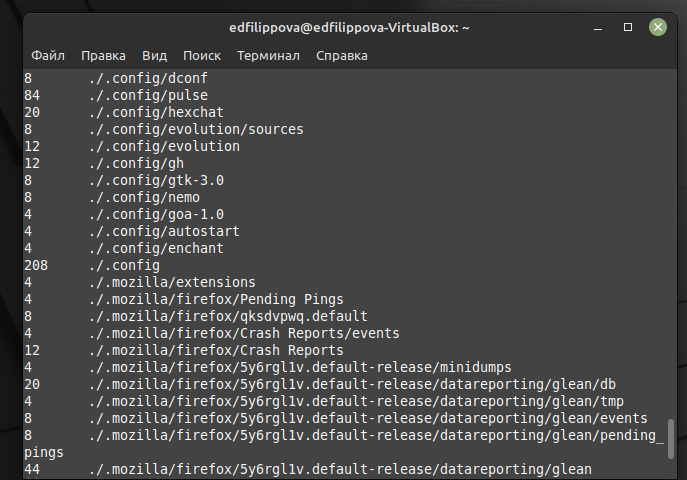 edfilippova@edfilippova-VirtualBox: ~
Файл Правка Вид Поиск Терминал Справка
8 ./.config/dconf
84 ./.config/pulse
20 ./.config/hexchat
8 ./.config/evolution/sources
12 ./.config/evolution
12 ./.config/gh
8 ./.config/gtk-3.0
8 ./.config/nemo
4 ./.config/goa-1.0
4 ./.config/autostart
4 ./.config/enchant
208 ./.config
4 ./.mozilla/extensions
4 ./.mozilla/firefox/Pending Pings
8 ./.mozilla/firefox/qksdvpwq.default
4 ./.mozilla/firefox/Crash Reports/events
12 ./.mozilla/firefox/Crash Reports
4 ./.mozilla/firefox/5y6rgl1v.default-release/minidumps
20 ./.mozilla/firefox/5y6rgl1v.default-release/datareporting/glean/db
4 ./.mozilla/firefox/5y6rgl1v.default-release/datareporting/glean/tmp
8 ./.mozilla/firefox/5y6rgl1v.default-release/datareporting/glean/events
8 ./.mozilla/firefox/5y6rgl1v.default-release/datareporting/glean/pending_
pings
44 ./.mozilla/firefox/5y6rgl1v.default-release/datareporting/glean